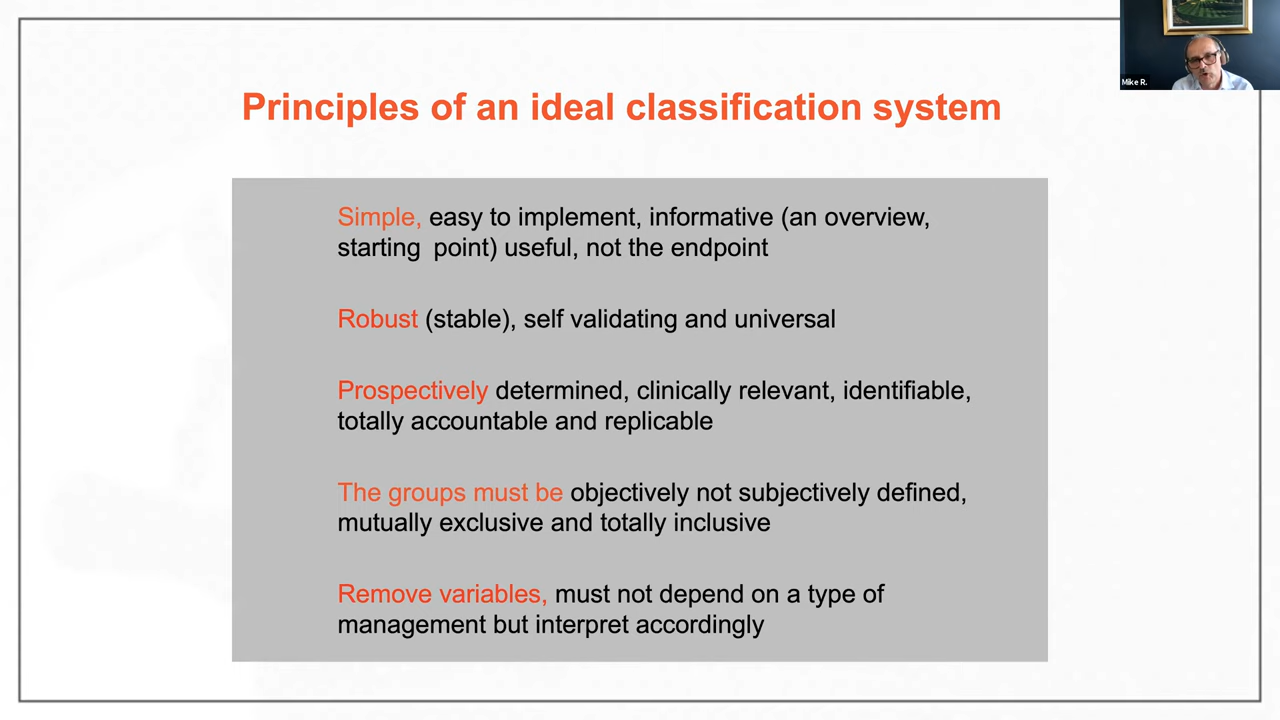 Mike R.
Principles of an ideal classification system
Simple, easy to implement, informative (an overview,
starting point) useful, not the endpoint
Robust (stable), self validating and universal
Prospectively determined, clinically relevant, identifiable,
totally accountable and replicable
The groups must be objectively not subjectively defined,
mutually exclusive and totally inclusive
Remove variables, must not depend on a type of
management but interpret accordingly